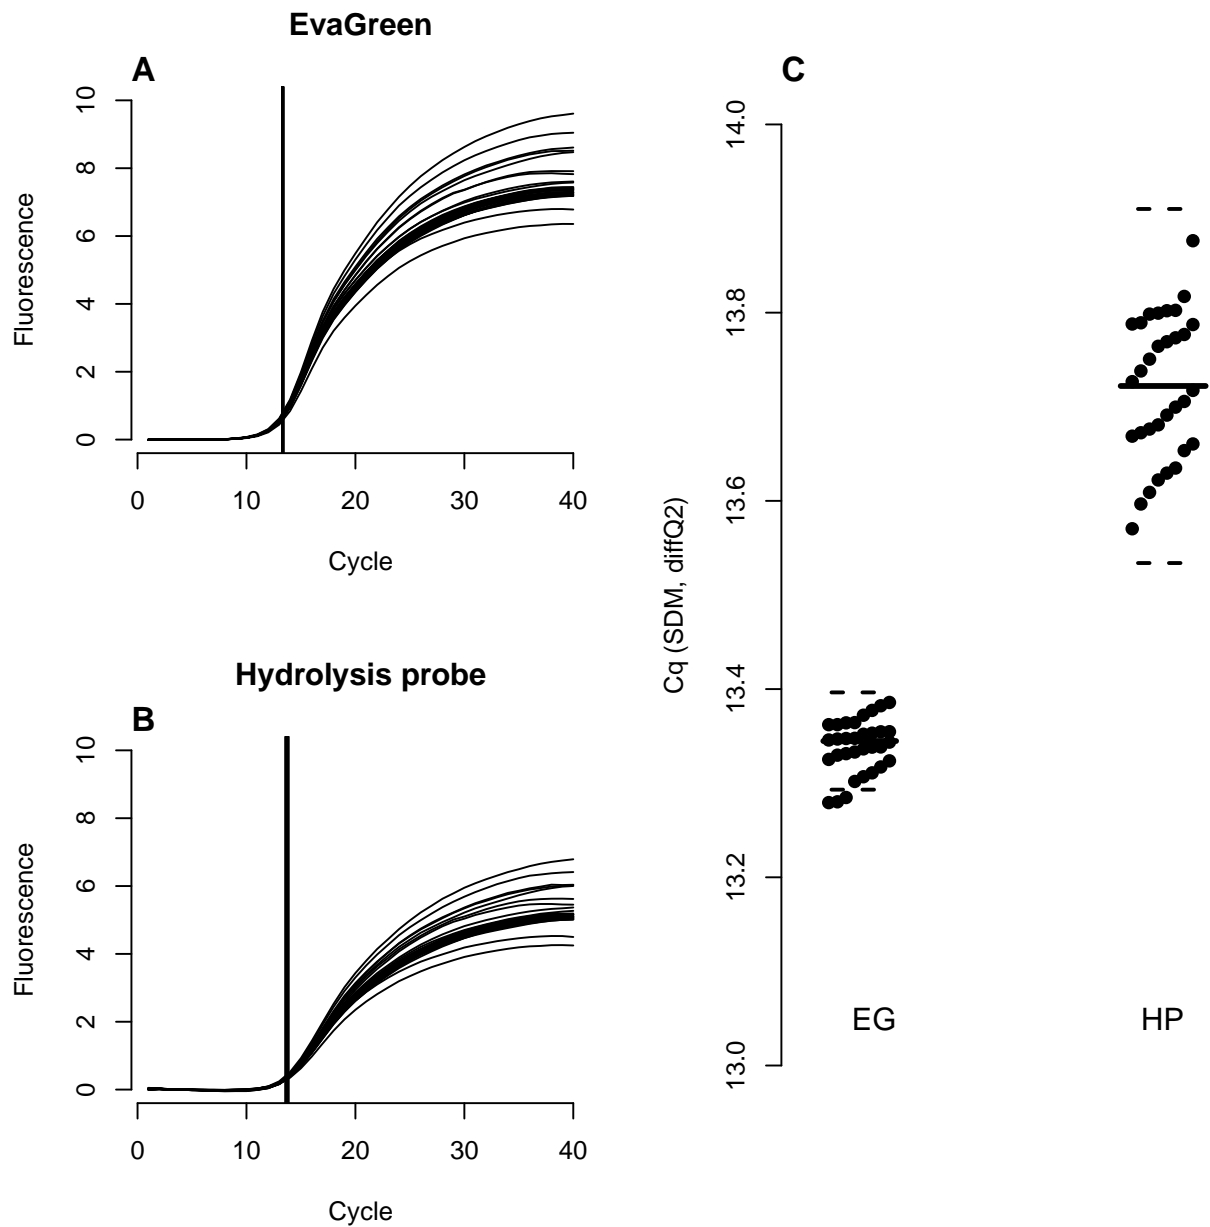 EvaGreen
A
Fluorescence
10
8
6
4
2
0
0 10 20 30 40
Cycle
Hydrolysis probe
B
Fluorescence
10
8
6
4
2
0
0 10 20 30 40
Cycle
C
Cq (SDM, diffQ2)
14.0
13.8
13.6
13.4
13.2
13.0
EG HP